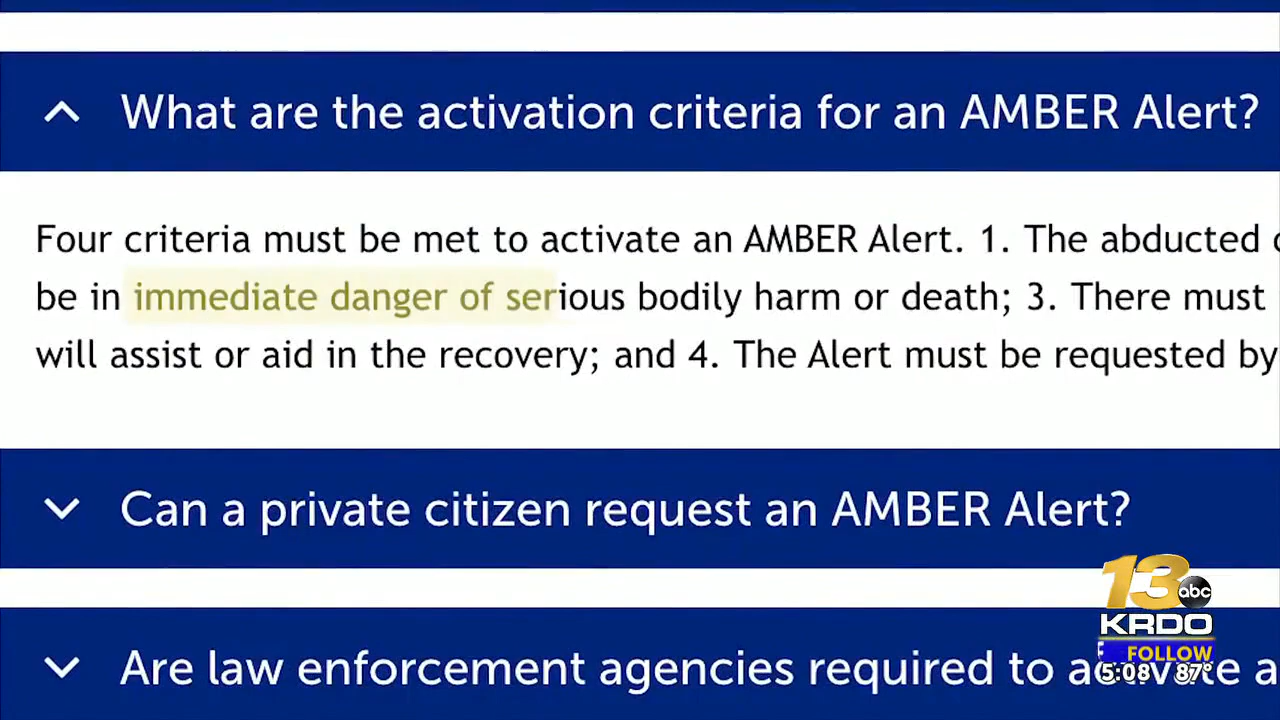 What are the activation criteria for an AMBER Alert?
Four criteria must be met to activate an AMBER Alert. 1. The abducted
be in immediate danger of serious bodily harm or death; 3. There must
will assist or aid in the recovery; and 4. The Alert must be requested by
Can a private citizen request an AMBER Alert?
Are law enforcement agencies required to activate a
13
abc
KRDO
FOLLOW
5:08 87°